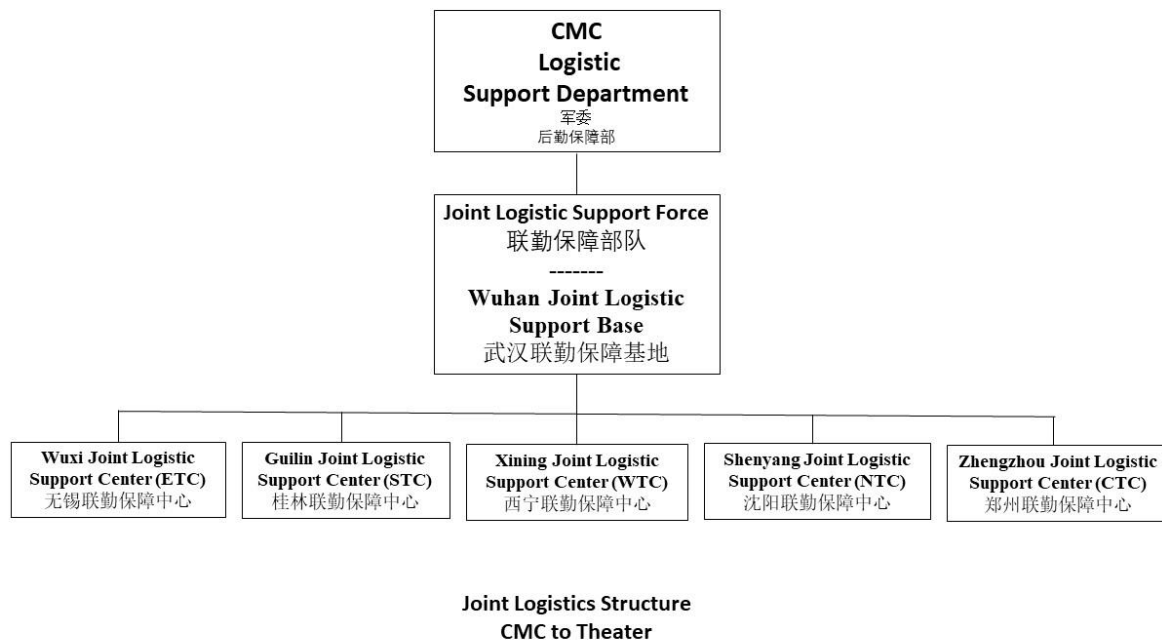 CMC
Logistic
Support Department
军委
后勤保障部
Joint Logistic Support Force
联勤保障部队
-------
Wuhan Joint Logistic
Support Base
武汉联勤保障基地
Wuxi Joint Logistic
Support Center (ETC)
无锡联勤保障中心
Guilin Joint Logistic
Support Center (STC)
桂林联勤保障中心
Xining Joint Logistic
Support Center (WTC)
西宁联勤保障中心
Shenyang Joint Logistic
Support Center (NTC)
沈阳联勤保障中心
Zhengzhou Joint Logistic
Support Center (CTC)
郑州联勤保障中心
Joint Logistics Structure
CMC to Theater